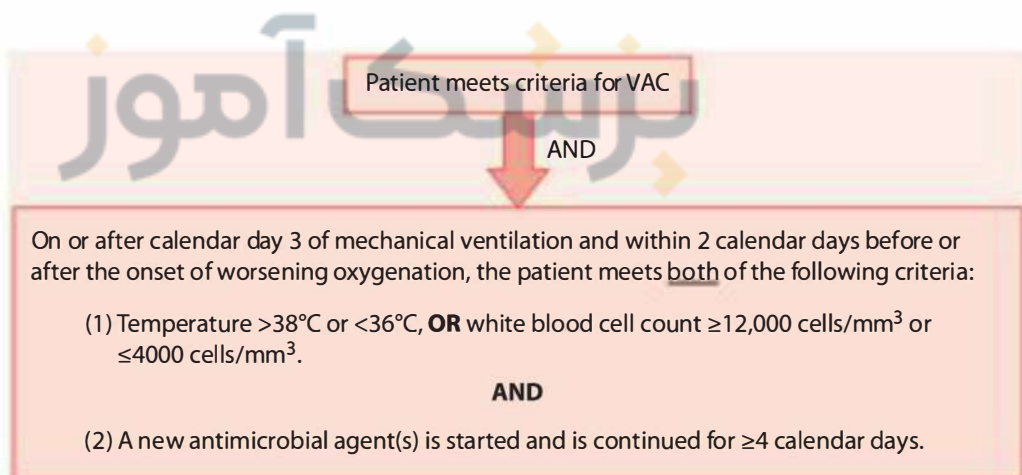 پزشک آموز
Patient meets criteria for VAC
AND
On or after calendar day 3 of mechanical ventilation and within 2 calendar days before or
after the onset of worsening oxygenation, the patient meets both of the following criteria:
(1) Temperature >38°C or <36°C, OR white blood cell count ≥12,000 cells/mm³ or
≤4000 cells/mm³.
AND
(2) A new antimicrobial agent(s) is started and is continued for ≥4 calendar days.